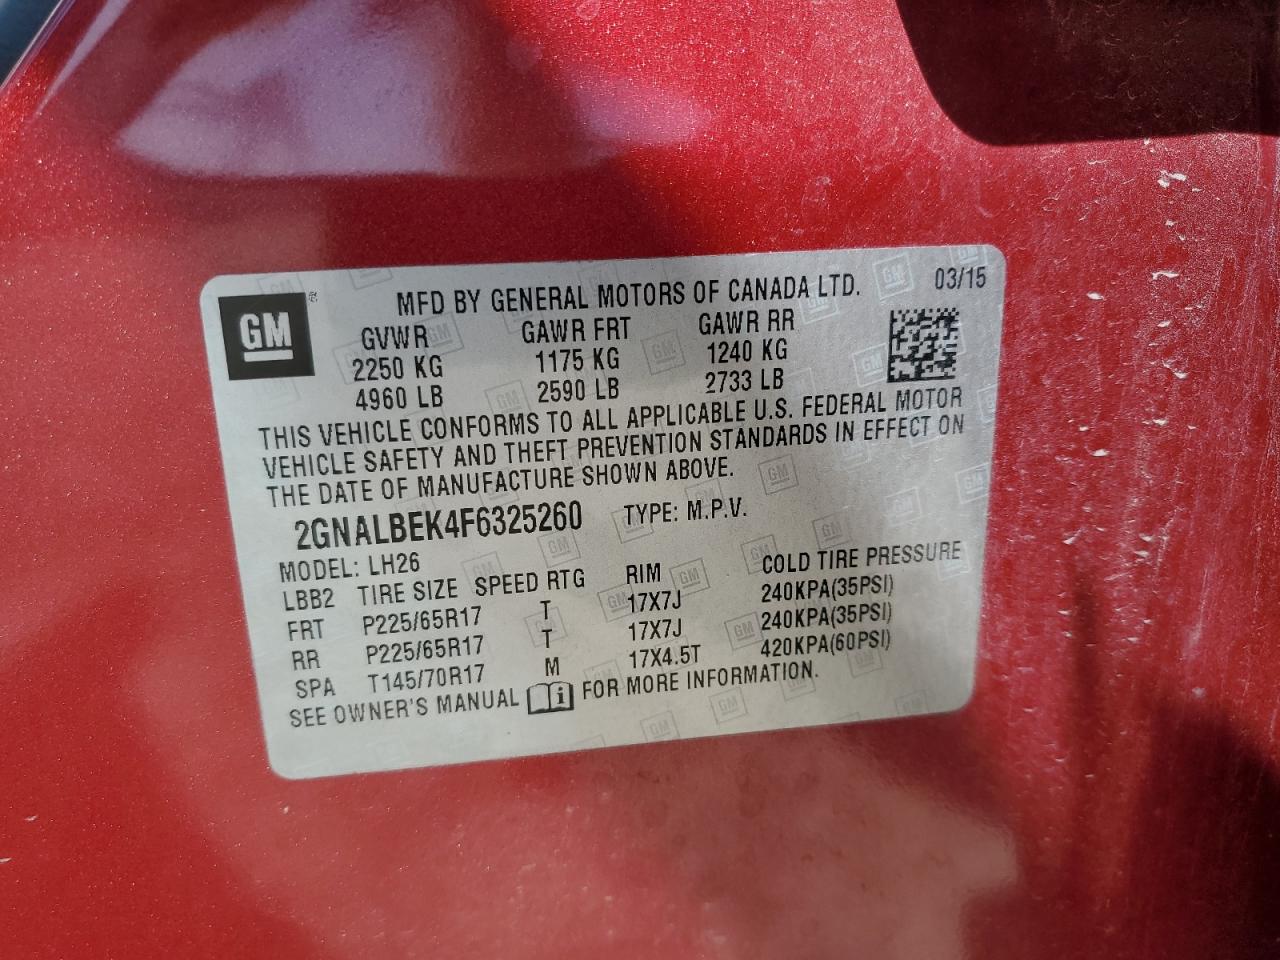 GM
MFD BY GENERAL MOTORS OF CANADA LTD. 03/15
GVWR GAWR FRT GAWR RR
2250 KG 1175 KG 1240 KG
4960 LB 2590 LB 2733 LB
THIS VEHICLE CONFORMS TO ALL APPLICABLE U.S. FEDERAL MOTOR
VEHICLE SAFETY AND THEFT PREVENTION STANDARDS IN EFFECT ON
THE DATE OF MANUFACTURE SHOWN ABOVE.
2GNALBEK4F6325260 TYPE: M.P.V.
MODEL: LH26
LBB2 TIRE SIZE SPEED RTG RIM COLD TIRE PRESSURE
FRT P225/65R17 T 17X7J 240KPA(35PSI)
RR P225/65R17 T 17X7J 240KPA(35PSI)
SPA T145/70R17 M 17X4.5T 420KPA(60PSI)
SEE OWNER'S MANUAL FOR MORE INFORMATION.